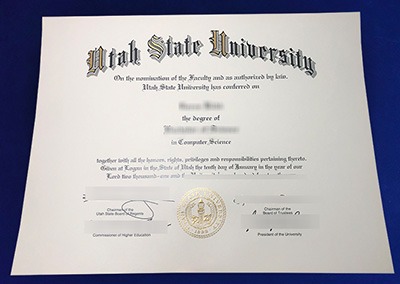 Utah State University
On the nomination of the Faculty and as authorized by law,
Utah State University has conferred on
the degree of
in Computer Science
together with all the honors, rights, privileges and responsibilities pertaining thereto.
Given at Logan in the State of Utah the tenth day of January in the year of our
Lord two thousand
Chairman of the
Utah State Board of Regents
Chairman of the
Board of Trustees
Commissioner of Higher Education
President of the University